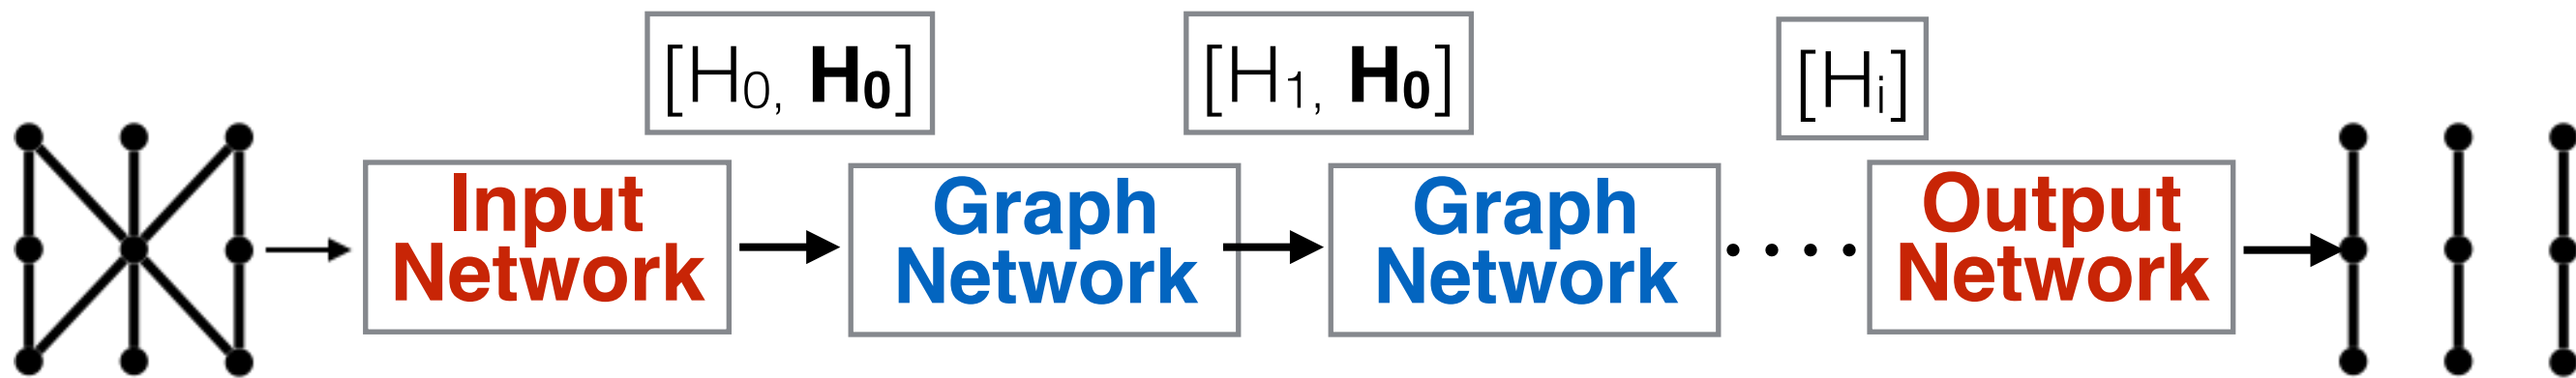 [H0, H0]
[H1, H0]
[Hi]
Input
Network
Graph
Network
Graph
Network
Output
Network